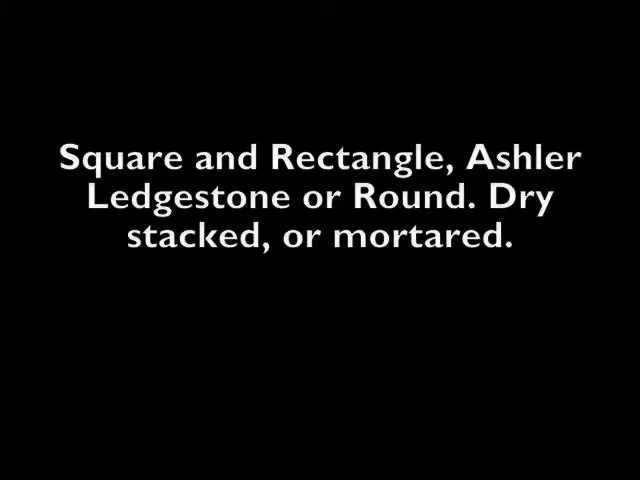 Square and Rectangle, Ashler
Ledgestone or Round. Dry
stacked, or mortared.